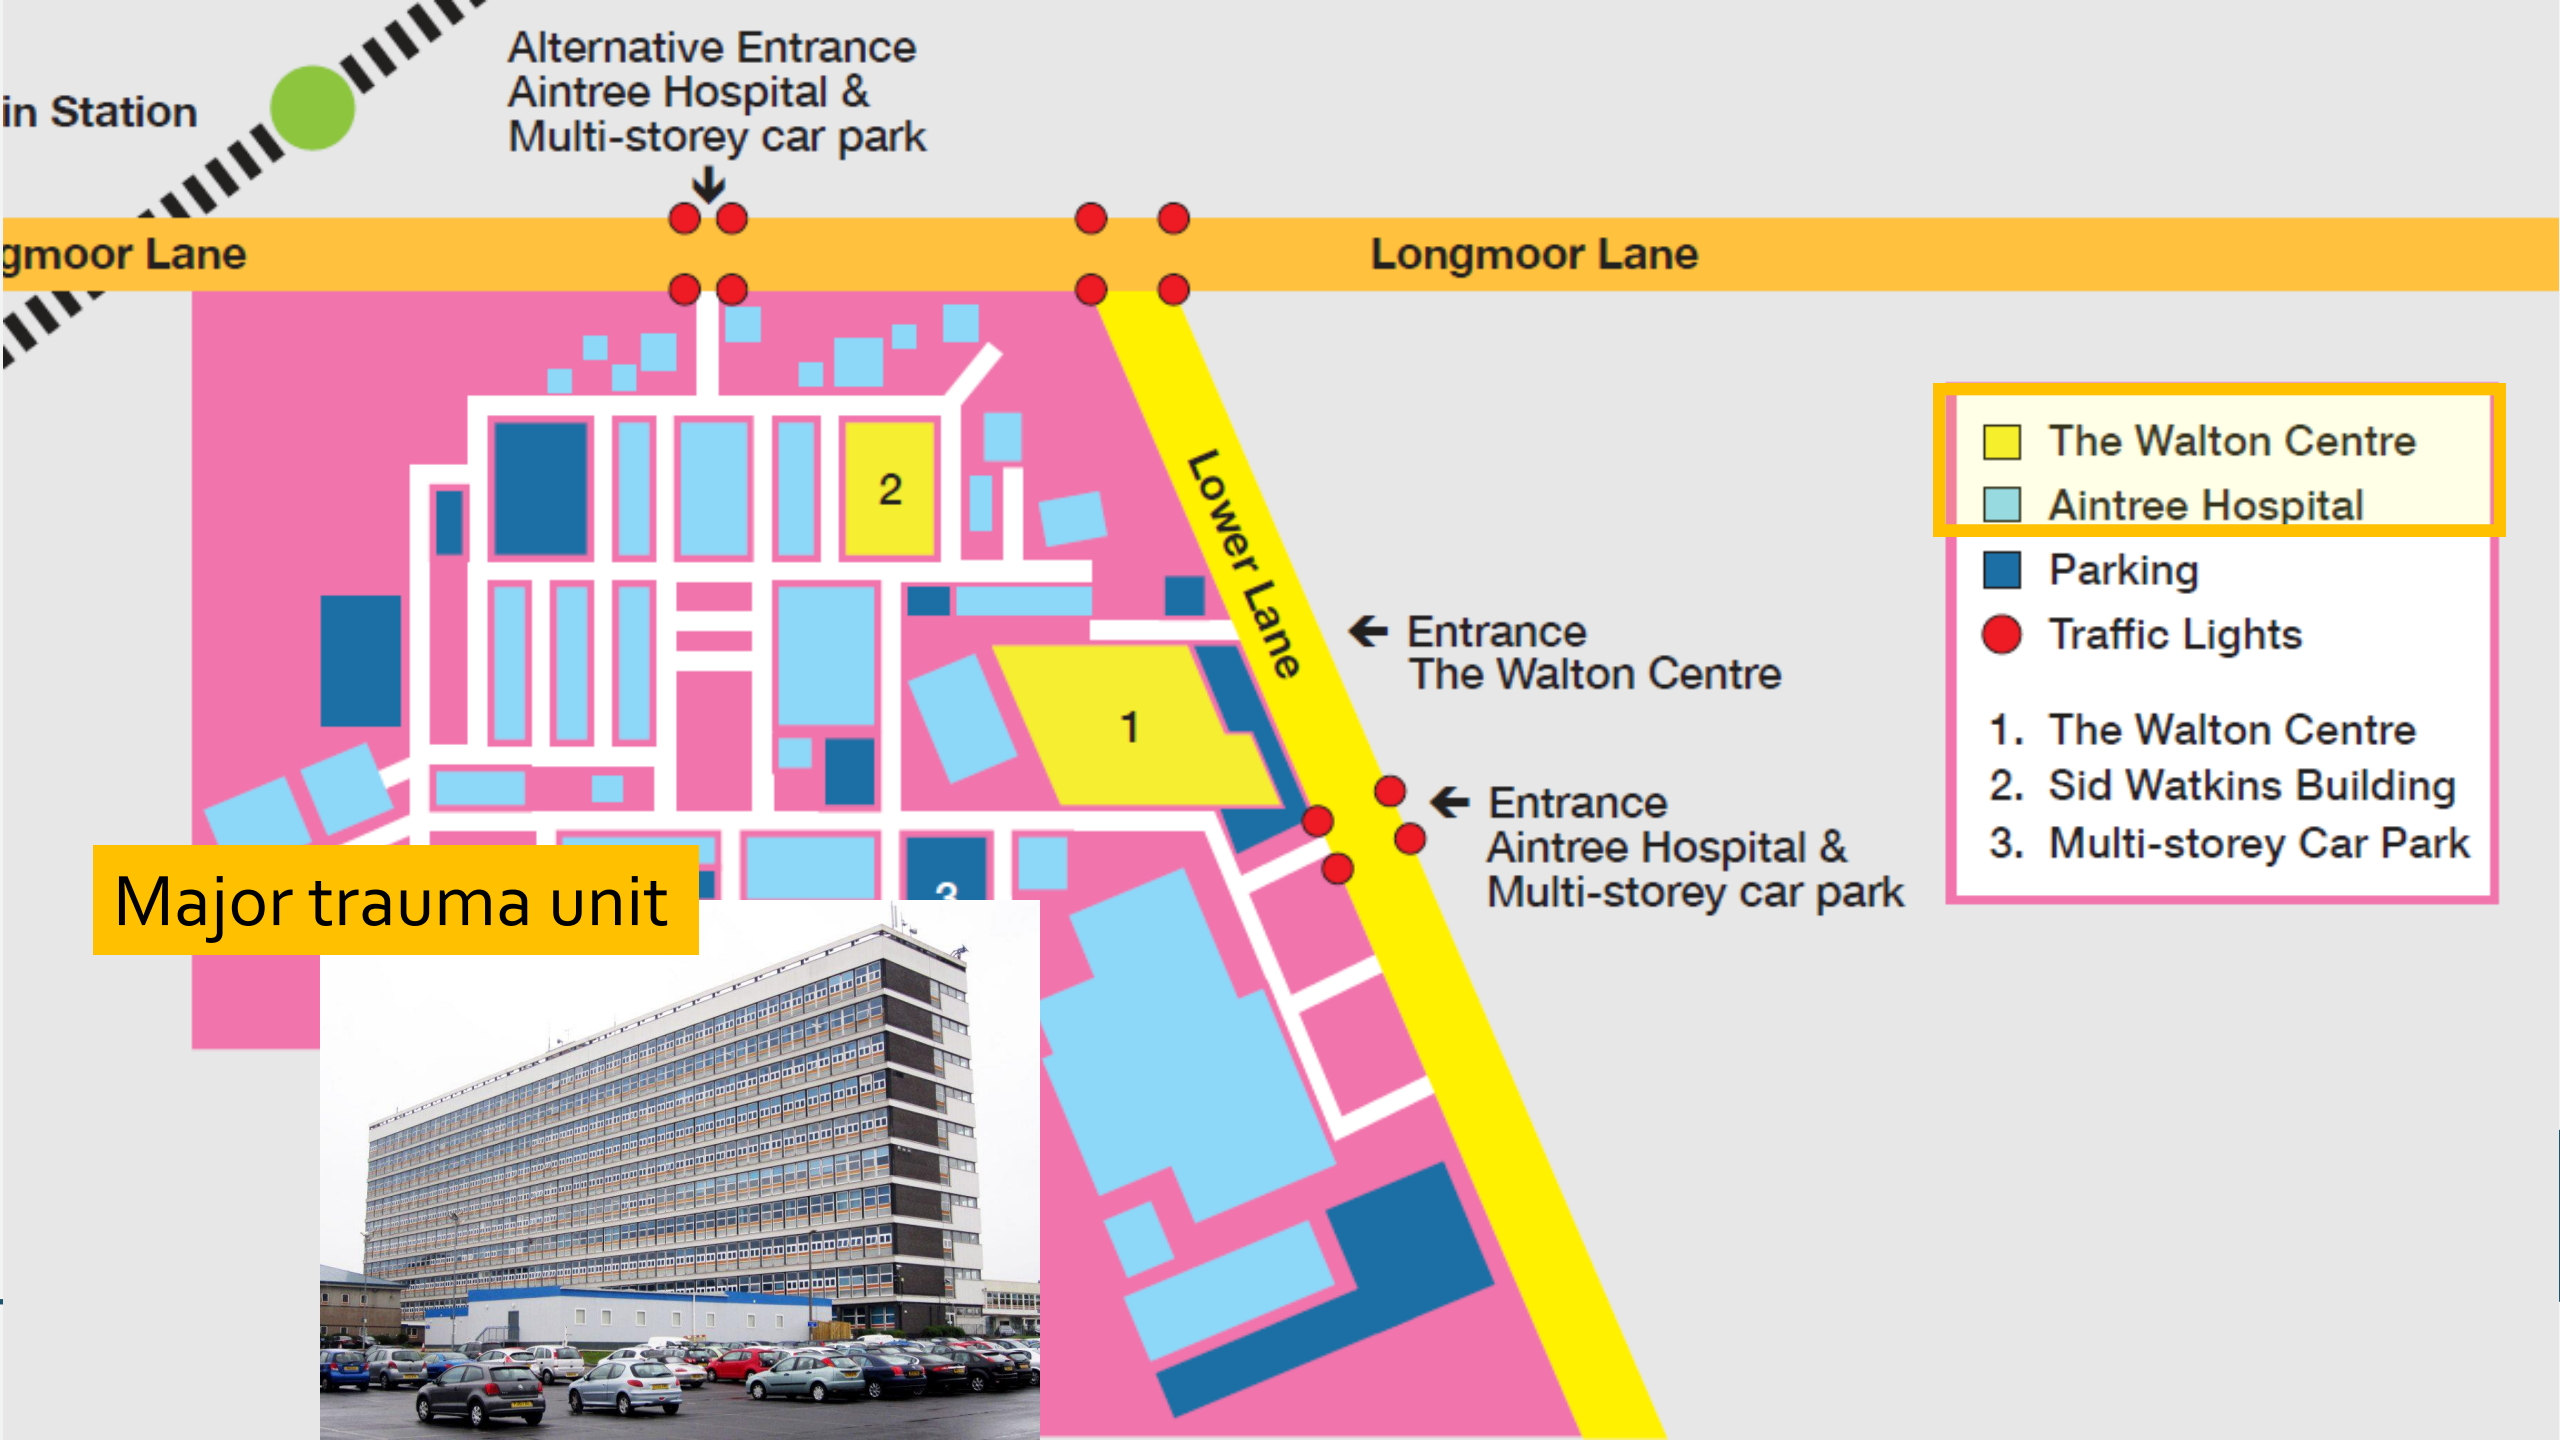 Alternative Entrance
Aintree Hospital &
Multi-storey car park
in Station
gmoor Lane
Longmoor Lane
Lower Lane
2
1
3
Entrance
The Walton Centre
Entrance
Aintree Hospital &
Multi-storey car park
The Walton Centre
Aintree Hospital
Parking
Traffic Lights
1. The Walton Centre
2. Sid Watkins Building
3. Multi-storey Car Park
Major trauma unit